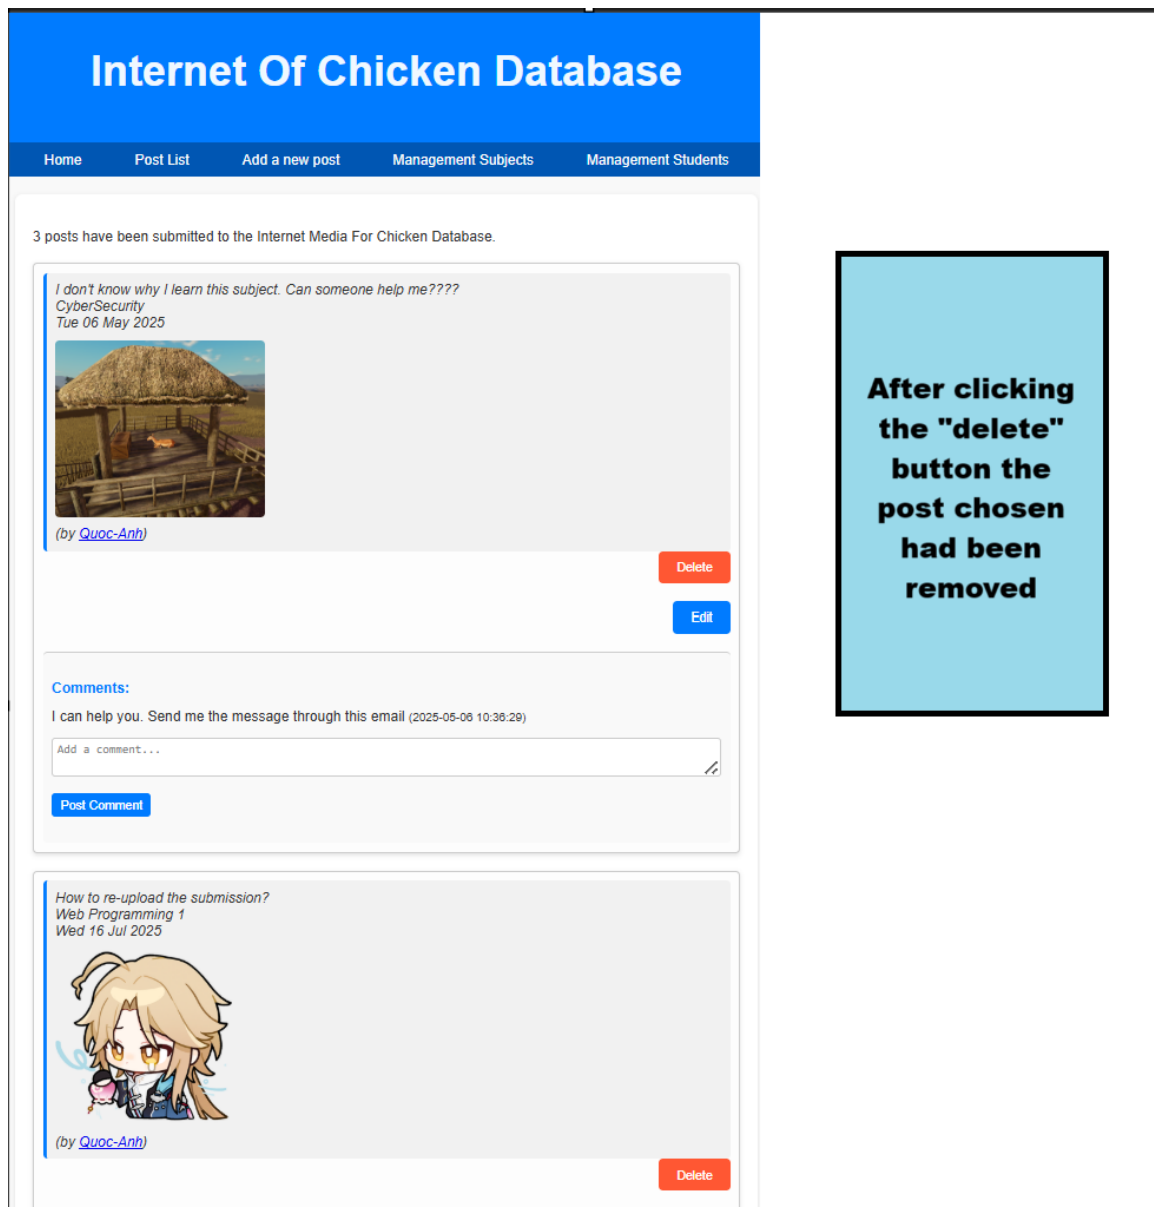 Internet Of Chicken Database
Home Post List Add a new post Management Subjects Management Students
3 posts have been submitted to the Internet Media For Chicken Database.
I don't know why I learn this subject. Can someone help me????
CyberSecurity
Tue 06 May 2025
(by Quoc-Anh)
Delete
Edit
Comments:
I can help you. Send me the message through this email (2025-05-06 10:36:29)
Add a comment...
Post Comment
How to re-upload the submission?
Web Programming 1
Wed 16 Jul 2025
(by Quoc-Anh)
Delete
After clicking
the "delete"
button the
post chosen
had been
removed